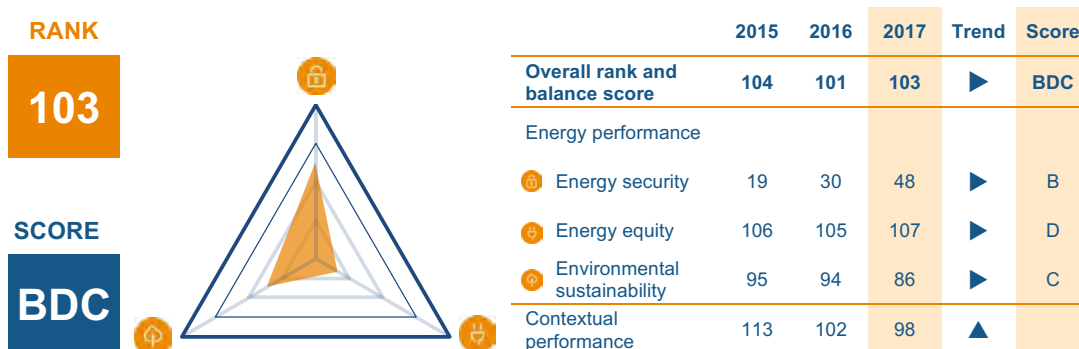 RANK
103
SCORE
BDC
2015 2016 2017 Trend Score
Overall rank and
balance score 104 101 103 BDC
Energy performance
Energy security 19 30 48 B
Energy equity 106 105 107 D
Environmental
sustainability 95 94 86 C
Contextual
performance 113 102 98